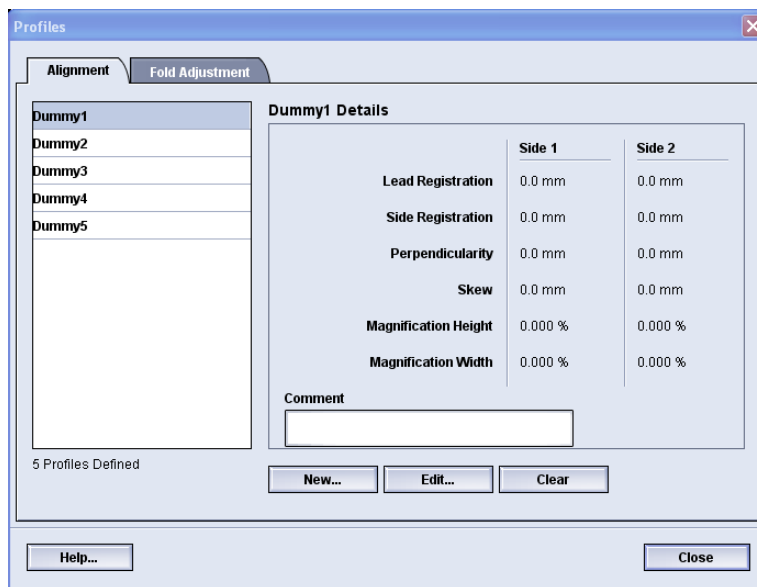 Profiles
Alignment Fold Adjustment
Dummy1
Dummy2
Dummy3
Dummy4
Dummy5
5 Profiles Defined
Dummy1 Details
Side 1 Side 2
Lead Registration 0.0 mm 0.0 mm
Side Registration 0.0 mm 0.0 mm
Perpendicularity 0.0 mm 0.0 mm
Skew 0.0 mm 0.0 mm
Magnification Height 0.000 % 0.000 %
Magnification Width 0.000 % 0.000 %
Comment
New... Edit... Clear
Help... Close